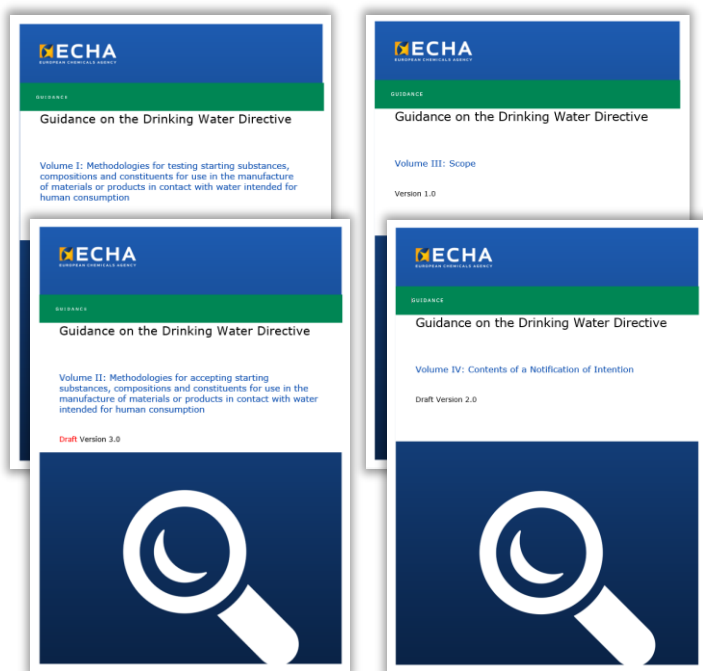 ECHA
EUROPEAN CHEMICALS AGENCY
GUIDANCE
Guidance on the Drinking Water Directive
Volume I: Methodologies for testing starting substances,
compositions and constituents for use in the manufacture
of materials or products in contact with water intended for
human consumption
ECHA
EUROPEAN CHEMICALS AGENCY
GUIDANCE
Guidance on the Drinking Water Directive
Volume III: Scope
Version 1.0
ECHA
EUROPEAN CHEMICALS AGENCY
GUIDANCE
Guidance on the Drinking Water Directive
Volume II: Methodologies for accepting starting
substances, compositions and constituents for use in the
manufacture of materials or products in contact with water
intended for human consumption
Draft Version 3.0
ECHA
EUROPEAN CHEMICALS AGENCY
GUIDANCE
Guidance on the Drinking Water Directive
Volume IV: Contents of a Notification of Intention
Draft Version 2.0